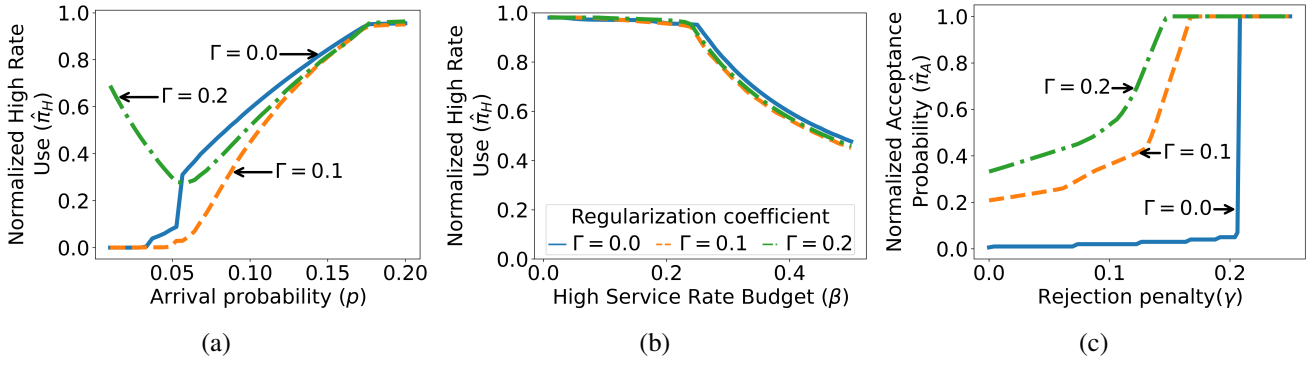 Normalized High Rate
Use (π̂_H)
1.0
0.8
0.6
0.4
0.2
0.0
Γ = 0.0
Γ = 0.2
Γ = 0.1
0.05 0.10 0.15 0.20
Arrival probability (p)
(a)
Normalized High Rate
Use (π̂_H)
1.0
0.8
0.6
0.4
0.2
0.0
Regularization coefficient
Γ = 0.0 Γ = 0.1 Γ = 0.2
0.0 0.2 0.4
High Service Rate Budget (β)
(b)
Normalized Acceptance
Probability (π̂_A)
1.0
0.8
0.6
0.4
0.2
0.0
Γ = 0.2
Γ = 0.1
Γ = 0.0
0.0 0.1 0.2
Rejection penalty(γ)
(c)